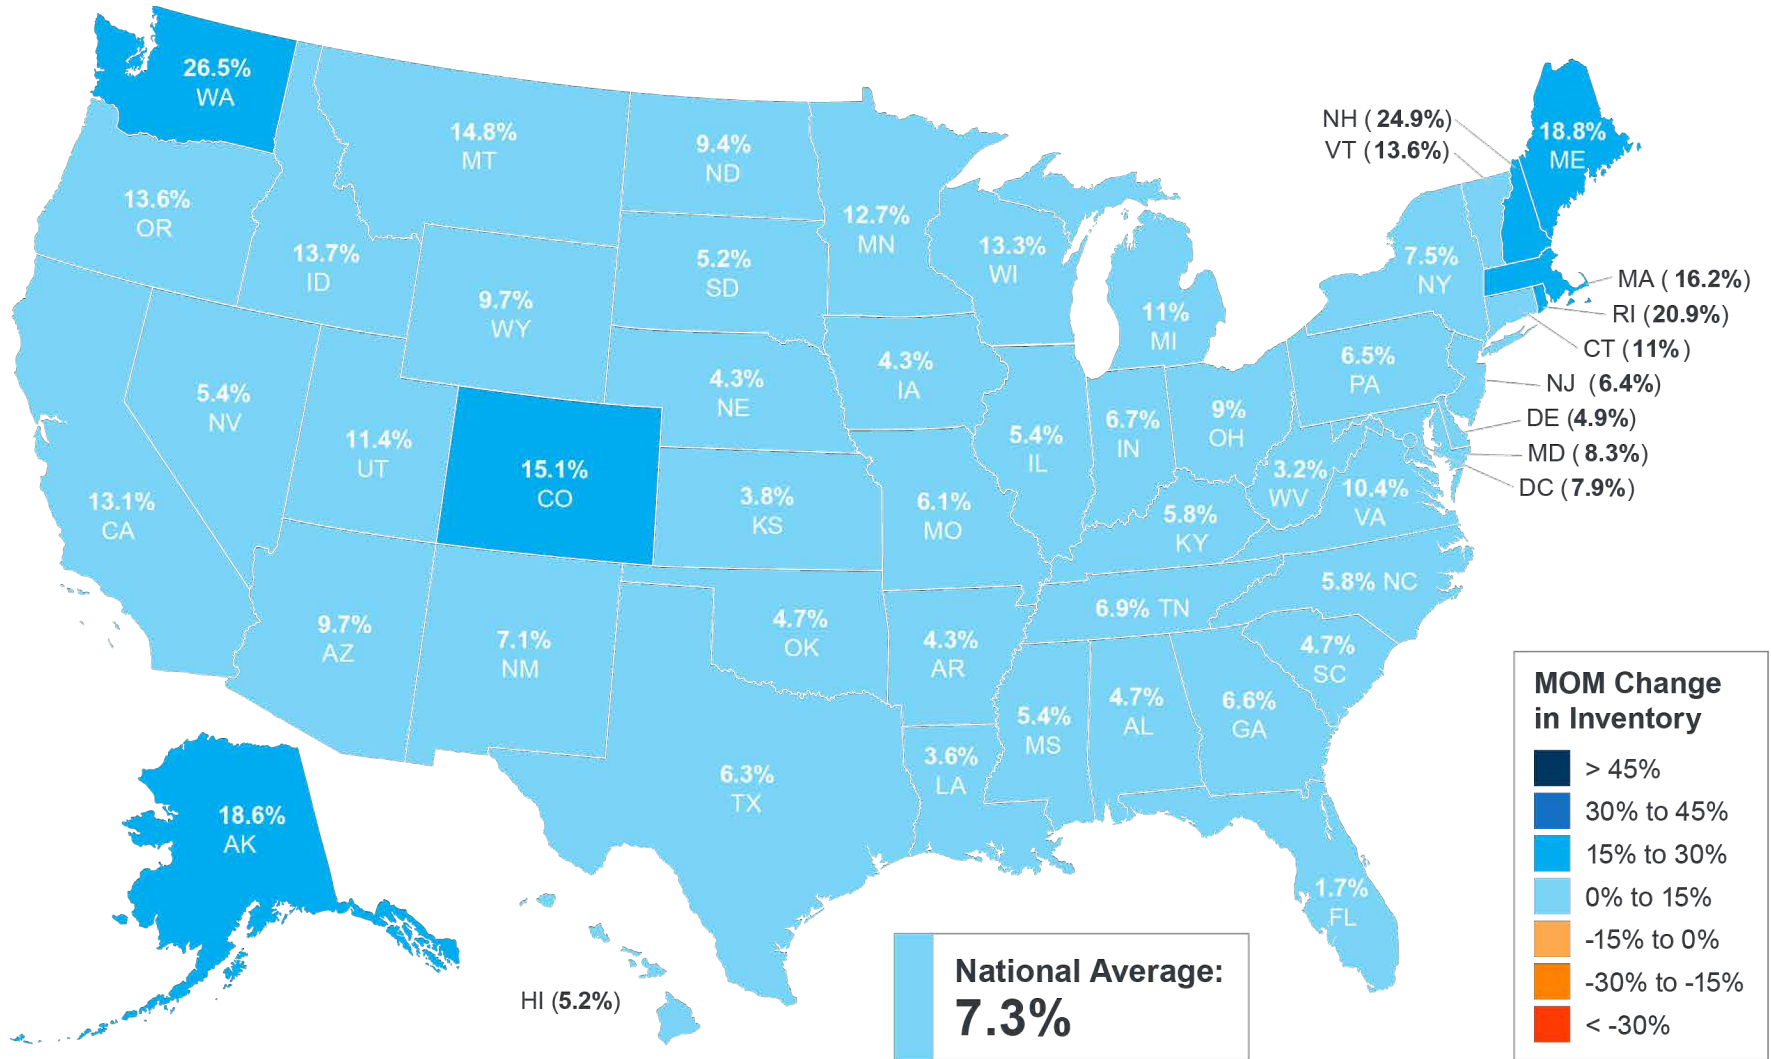 26.5%
WA
14.8%
MT
9.4%
ND
NH ( 24.9%)
VT (13.6%)
18.8%
ME
13.6%
OR
13.7%
ID
9.7%
WY
5.2%
SD
12.7%
MN
13.3%
WI
11%
MI
7.5%
NY
MA ( 16.2%)
RI (20.9%)
CT (11% )
NJ (6.4%)
DE (4.9%)
MD ( 8.3%)
DC (7.9%)
6.5%
PA
5.4%
NV
11.4%
UT
15.1%
CO
4.3%
NE
4.3%
IA
5.4%
IL
6.7%
IN
9%
OH
3.2%
WV
10.4%
VA
13.1%
CA
3.8%
KS
6.1%
MO
5.8%
KY
5.8% NC
6.9% TN
9.7%
AZ
7.1%
NM
4.7%
OK
4.3%
AR
4.7%
SC
5.4%
MS
4.7%
AL
6.6%
GA
6.3%
TX
3.6%
LA
1.7%
FL
18.6%
AK
HI (5.2%)
National Average:
7.3%
MOM Change
in Inventory
> 45%
30% to 45%
15% to 30%
0% to 15%
-15% to 0%
-30% to -15%
< -30%